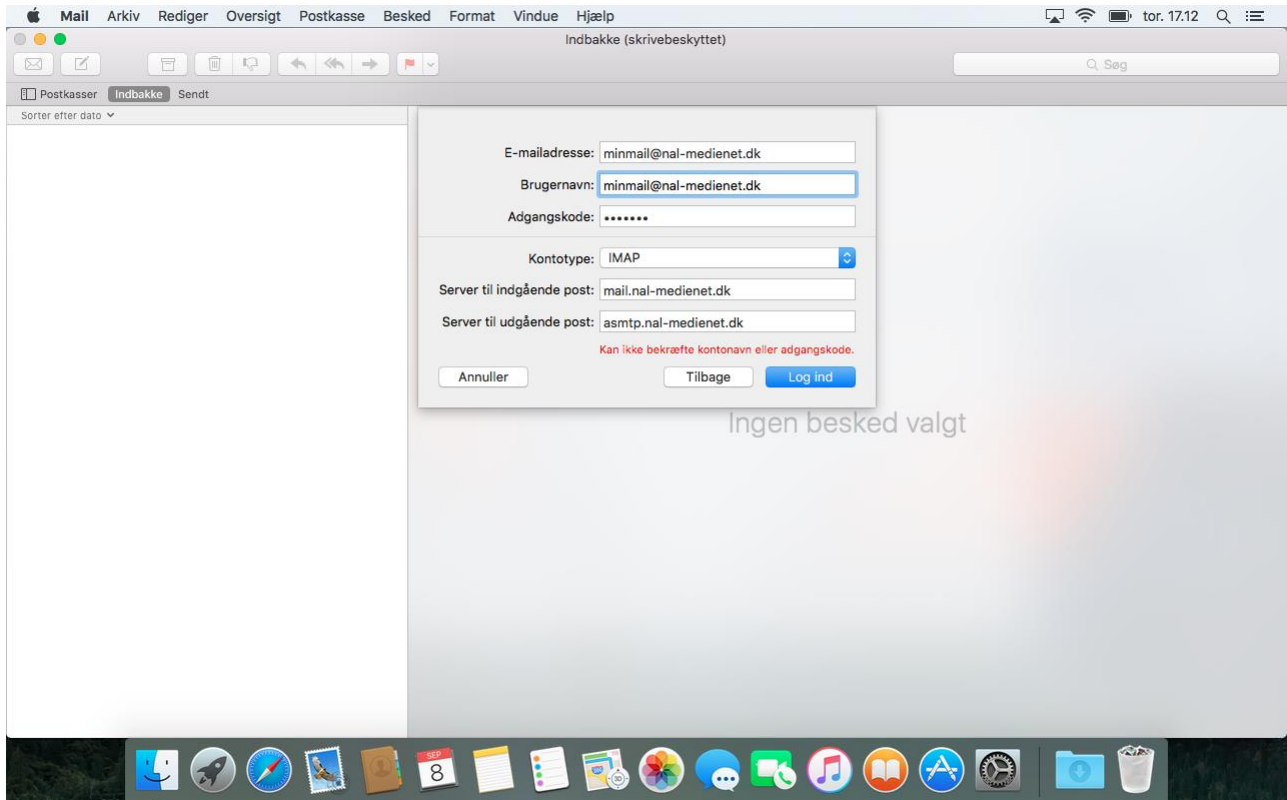 Mail Arkiv Rediger Oversigt Postkasse Besked Format Vindue Hjælp tor. 17.12
Indbakke (skrivebeskyttet)
Søg
Postkasser Indbakke Sendt
Sorter efter dato
E-mailadresse: minmail@nal-medienet.dk
Brugernavn: minmail@nal-medienet.dk
Adgangskode: •••••••
Kontotype: IMAP
Server til indgående post: mail.nal-medienet.dk
Server til udgående post: asmtp.nal-medienet.dk
Kan ikke bekræfte kontonavn eller adgangskode.
Annuller Tilbage Log ind
Ingen besked valgt
SEP
8
3D